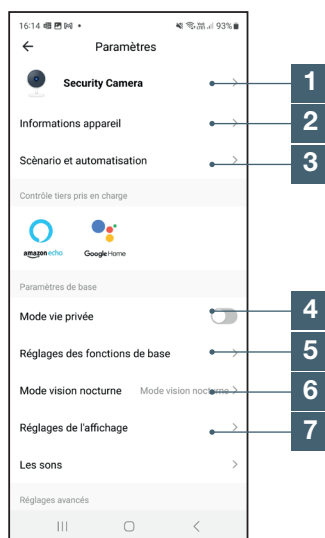 16:14
93%
Paramètres
Security Camera
1
Informations appareil
2
Scènario et automatisation
3
Contrôle tiers pris en charge
amazon echo
Google Home
Paramètres de base
Mode vie privée
4
Réglages des fonctions de base
5
Mode vision nocturne Mode vision nocturne
6
Réglages de l'affichage
7
Les sons
Réglages avancés